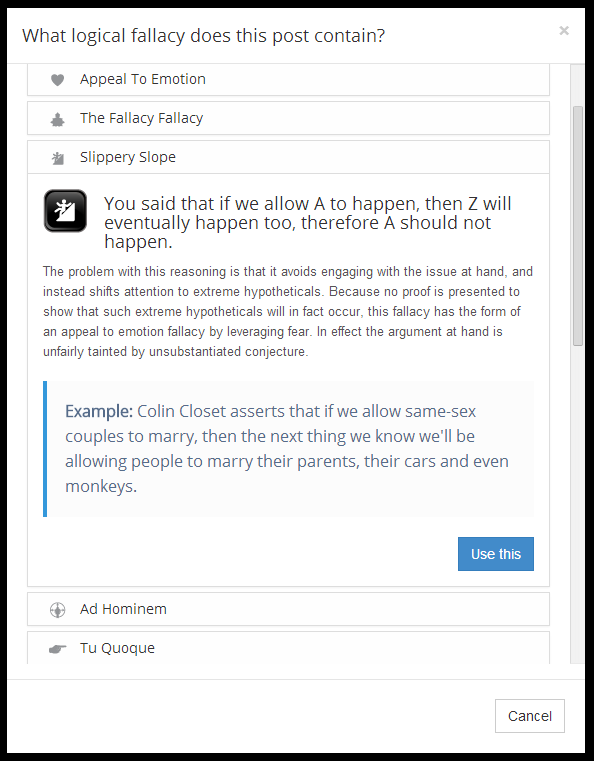 What logical fallacy does this post contain?
×
Appeal To Emotion
The Fallacy Fallacy
Slippery Slope
You said that if we allow A to happen, then Z will
eventually happen too, therefore A should not
happen.
The problem with this reasoning is that it avoids engaging with the issue at hand, and
instead shifts attention to extreme hypotheticals. Because no proof is presented to
show that such extreme hypotheticals will in fact occur, this fallacy has the form of
an appeal to emotion fallacy by leveraging fear. In effect the argument at hand is
unfairly tainted by unsubstantiated conjecture.
Example: Colin Closet asserts that if we allow same-sex
couples to marry, then the next thing we know we'll be
allowing people to marry their parents, their cars and even
monkeys.
Use this
Ad Hominem
Tu Quoque
Cancel